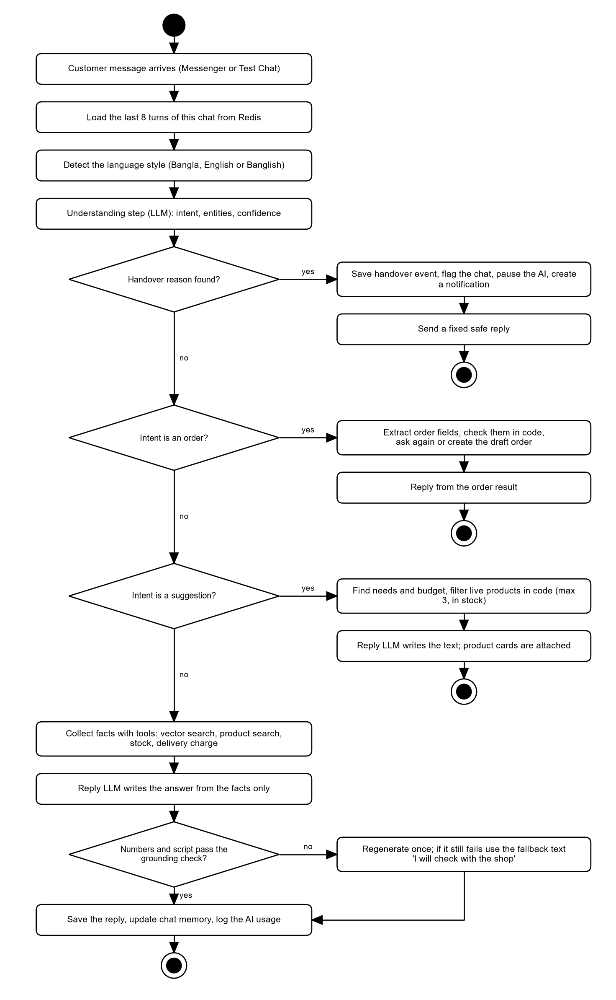 Customer message arrives (Messenger or Test Chat)
Load the last 8 turns of this chat from Redis
Detect the language style (Bangla, English or Banglish)
Understanding step (LLM): intent, entities, confidence
Handover reason found?
yes
Save handover event, flag the chat, pause the AI, create
a notification
Send a fixed safe reply
no
Intent is an order?
yes
Extract order fields, check them in code,
ask again or create the draft order
Reply from the order result
no
Intent is a suggestion?
yes
Find needs and budget, filter live products in code (max
3, in stock)
Reply LLM writes the text; product cards are attached
no
Collect facts with tools: vector search, product search,
stock, delivery charge
Reply LLM writes the answer from the facts only
Numbers and script pass the
grounding check?
no
Regenerate once; if it still fails use the fallback text
'I will check with the shop'
yes
Save the reply, update chat memory, log the AI usage